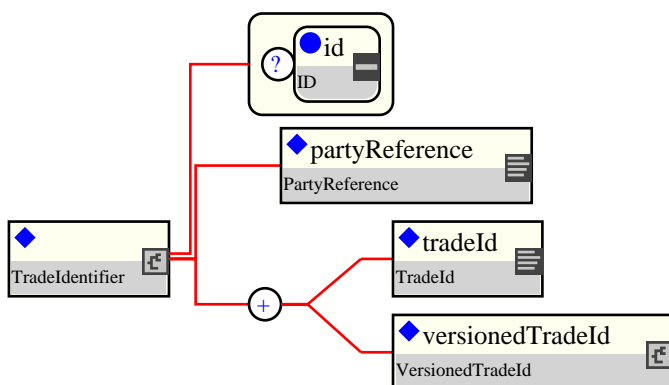 id
?
ID
partyReference
PartyReference
TradeIdentifier
tradeId
TradeId
+
versionedTradeId
VersionedTradeId